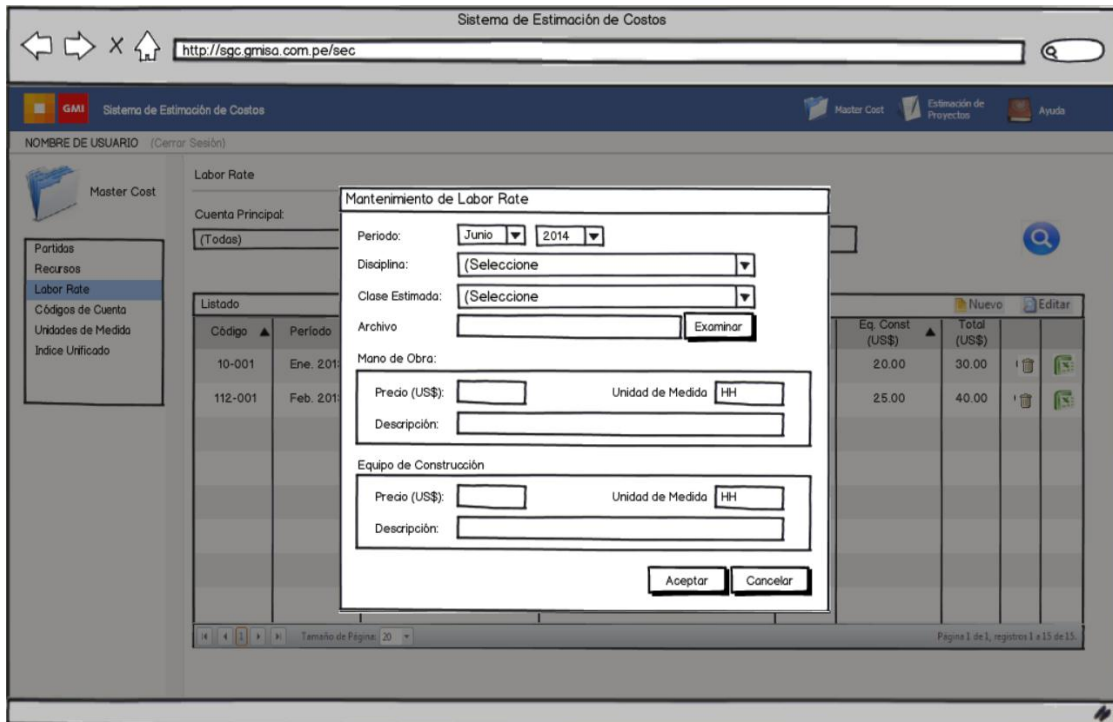 Sistema de Estimación de Costos
http://sgc.gmisa.com.pe/sec
GMI Sistema de Estimación de Costos
Master Cost
Estimación de
Proyectos
Ayuda
NOMBRE DE USUARIO (Cerrar Sesión)
Master Cost
Partidas
Recursos
Labor Rate
Códigos de Cuenta
Unidades de Medida
Indice Unificado
Labor Rate
Cuenta Principal:
(Todas)
Listado
Nuevo
Editar
Código
Período
Eq. Const
(US$)
Total
(US$)
10-001
Ene. 201
20.00
30.00
112-001
Feb. 201
25.00
40.00
1
Tamaño de Página: 20
Página 1 de 1, registros 1 a 15 de 15.
Mantenimiento de Labor Rate
Periodo:
Junio
2014
Disciplina:
(Seleccione
Clase Estimada:
(Seleccione
Archivo
Examinar
Mano de Obra:
Precio (US$):
Unidad de Medida
HH
Descripción:
Equipo de Construcción
Precio (US$):
Unidad de Medida
HH
Descripción:
Aceptar
Cancelar